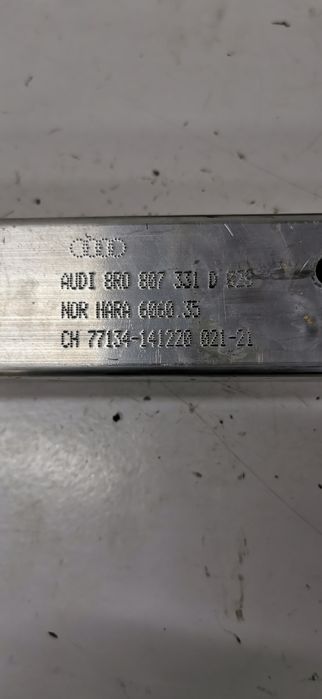 AUDI 8R0 807 331 D
NOR HARA 6060.35
CH 77134-141220 021-21